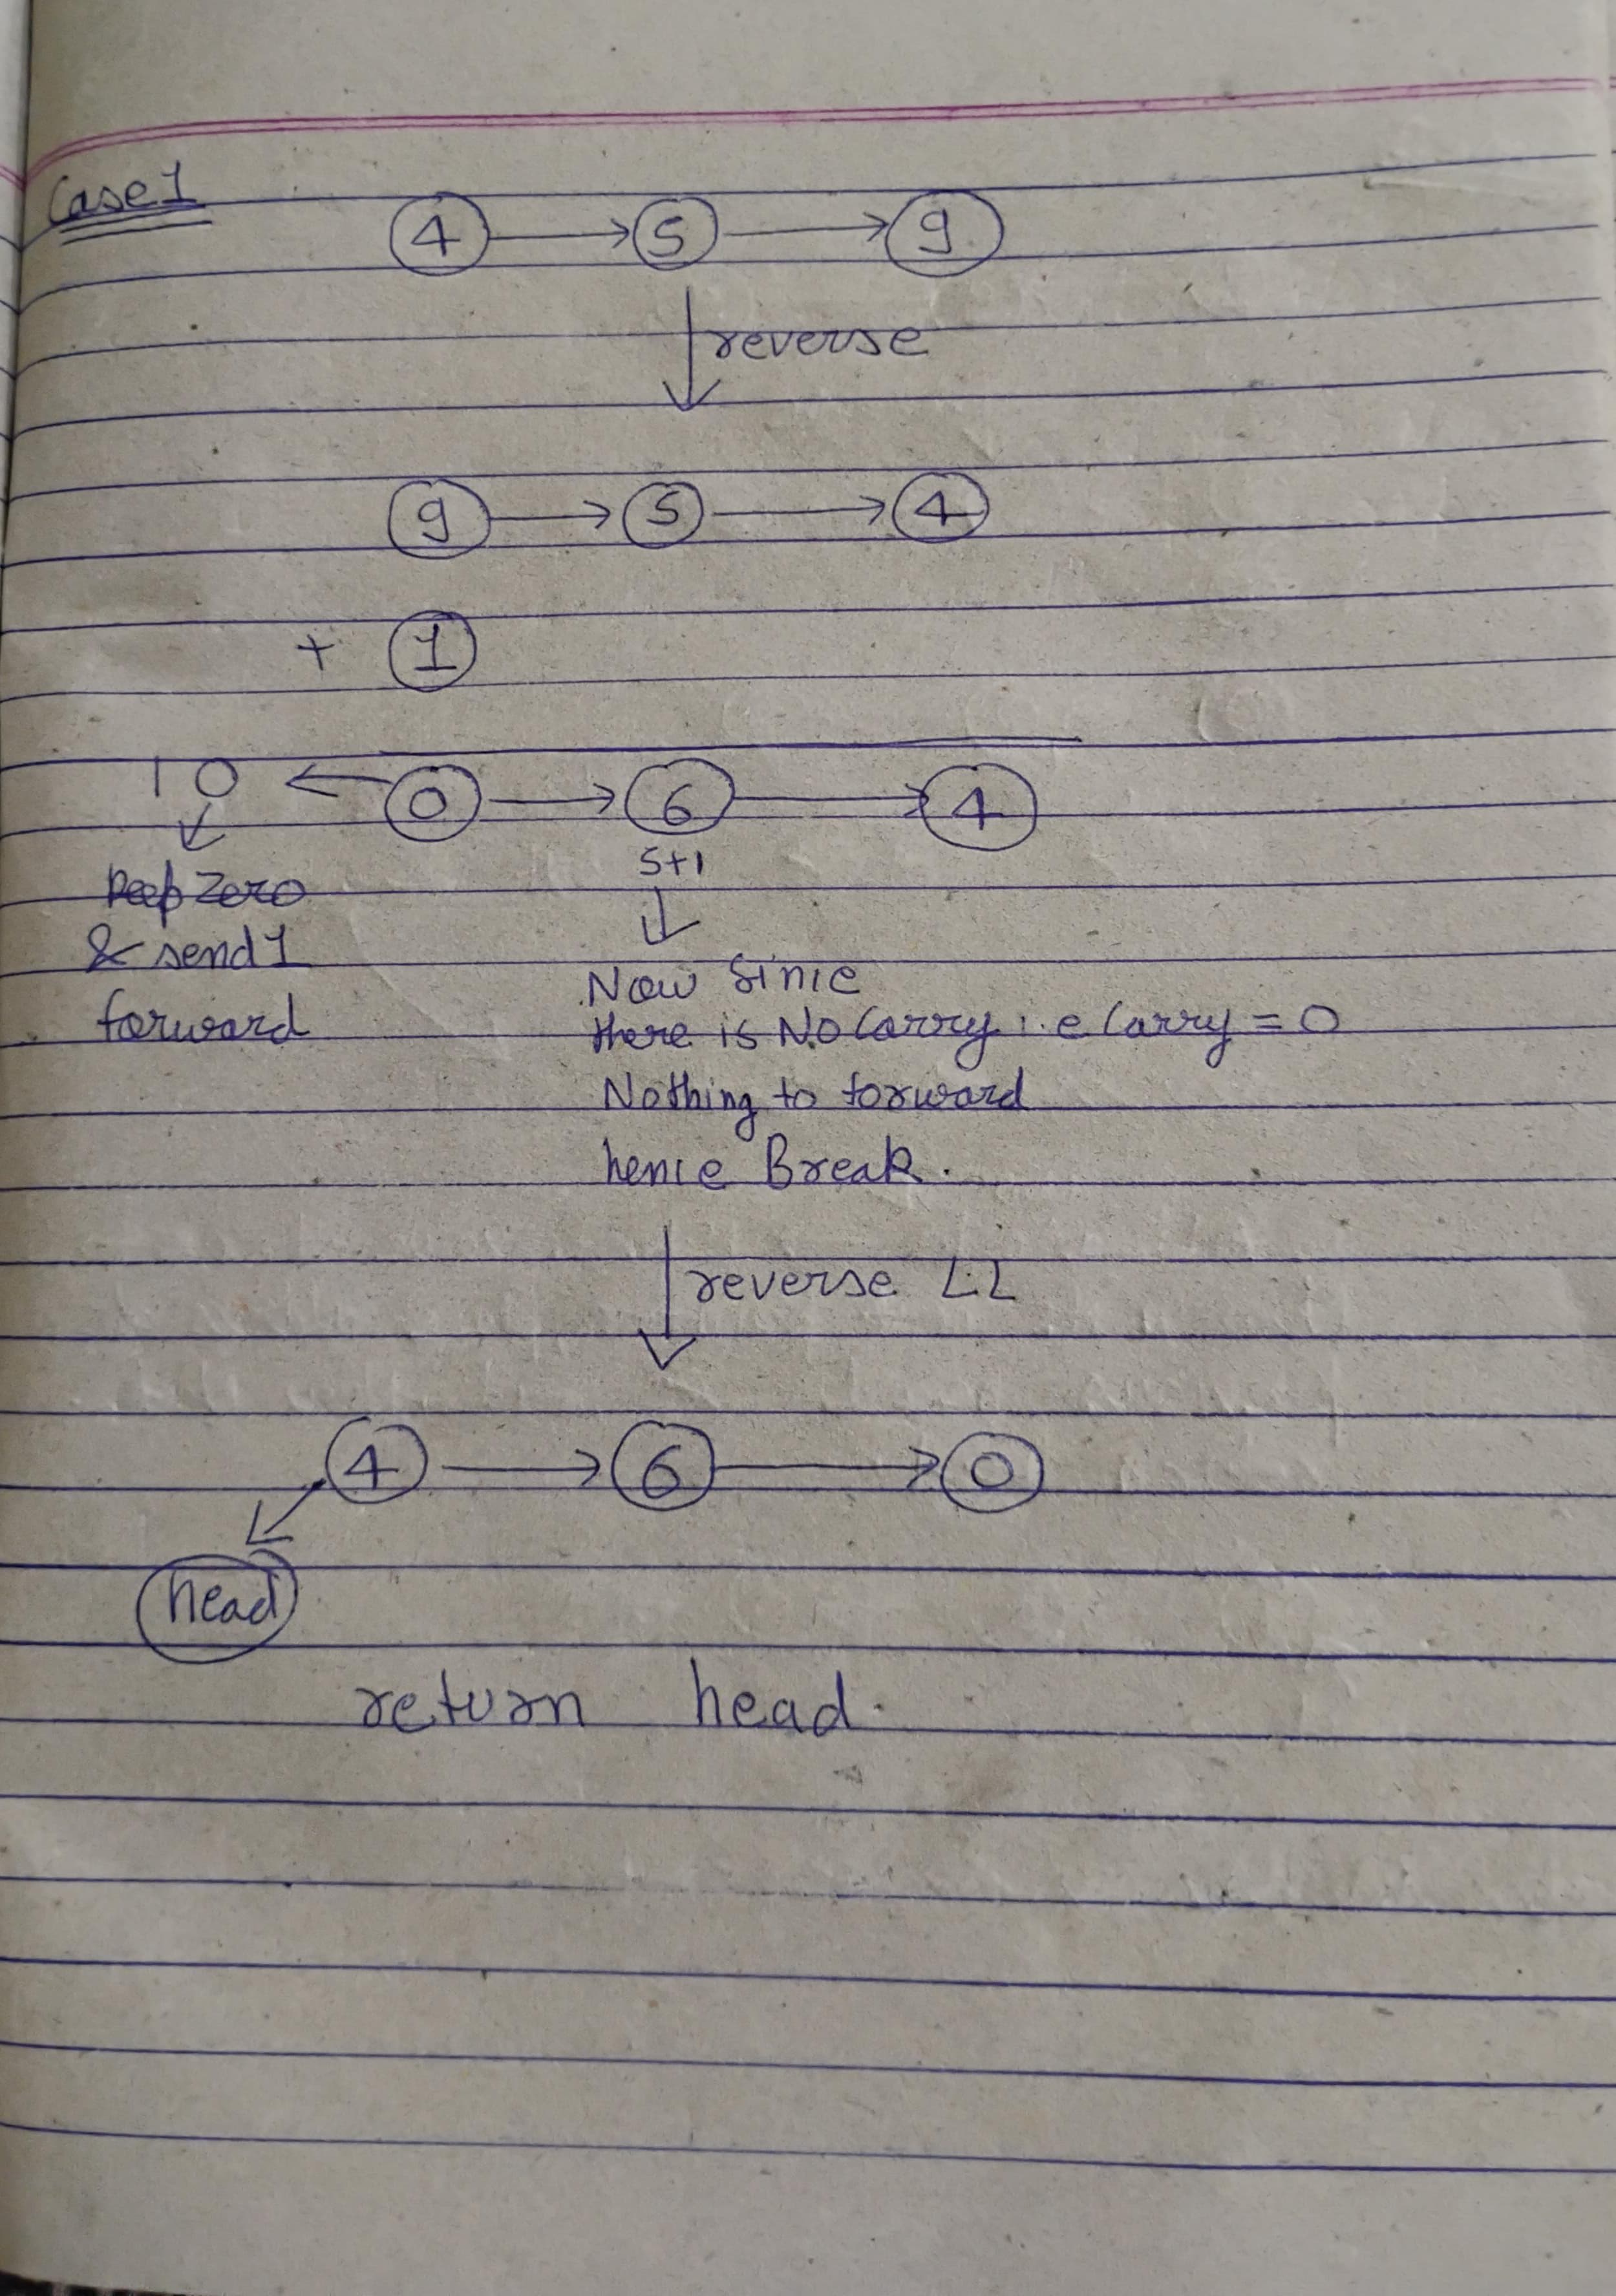 Case 1
4 → 5 → 9
↓ reverse
9 → 5 → 4
+ 1
10 ← 0 → 6 → 4
5+1
↓ ↓
keep zero
& send 1
forward
Now Since
there is No Carry i.e Carry = 0
Nothing to forward
hence Break.
↓ reverse LL
4 → 6 → 0
head
return head.